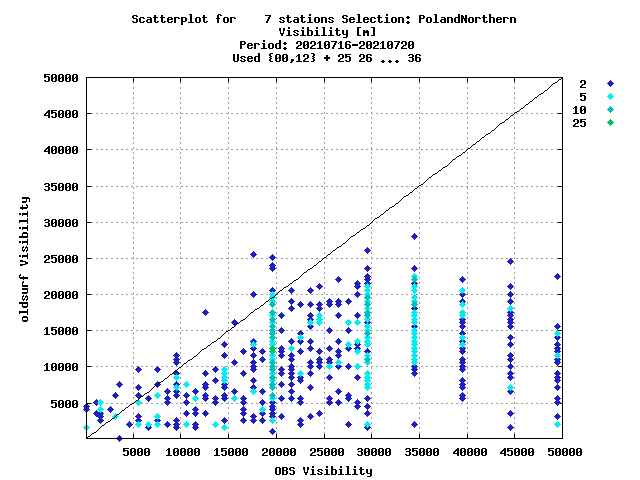 Scatterplot for 7 stations Selection: PolandNorthern
Visibility [m]
Period: 20210716-20210720
Used {00,12} + 25 26 ... 36
50000
45000
40000
35000
30000
25000
20000
15000
10000
5000
oldsurf Visibility
2
5
10
25
5000 10000 15000 20000 25000 30000 35000 40000 45000 50000
OBS Visibility